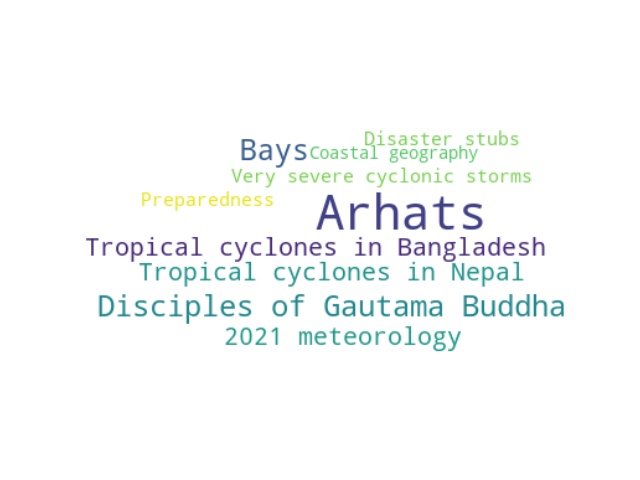 Disaster stubs
Bays
Coastal geography
Very severe cyclonic storms
Preparedness
Arhats
Tropical cyclones in Bangladesh
Tropical cyclones in Nepal
Disciples of Gautama Buddha
2021 meteorology